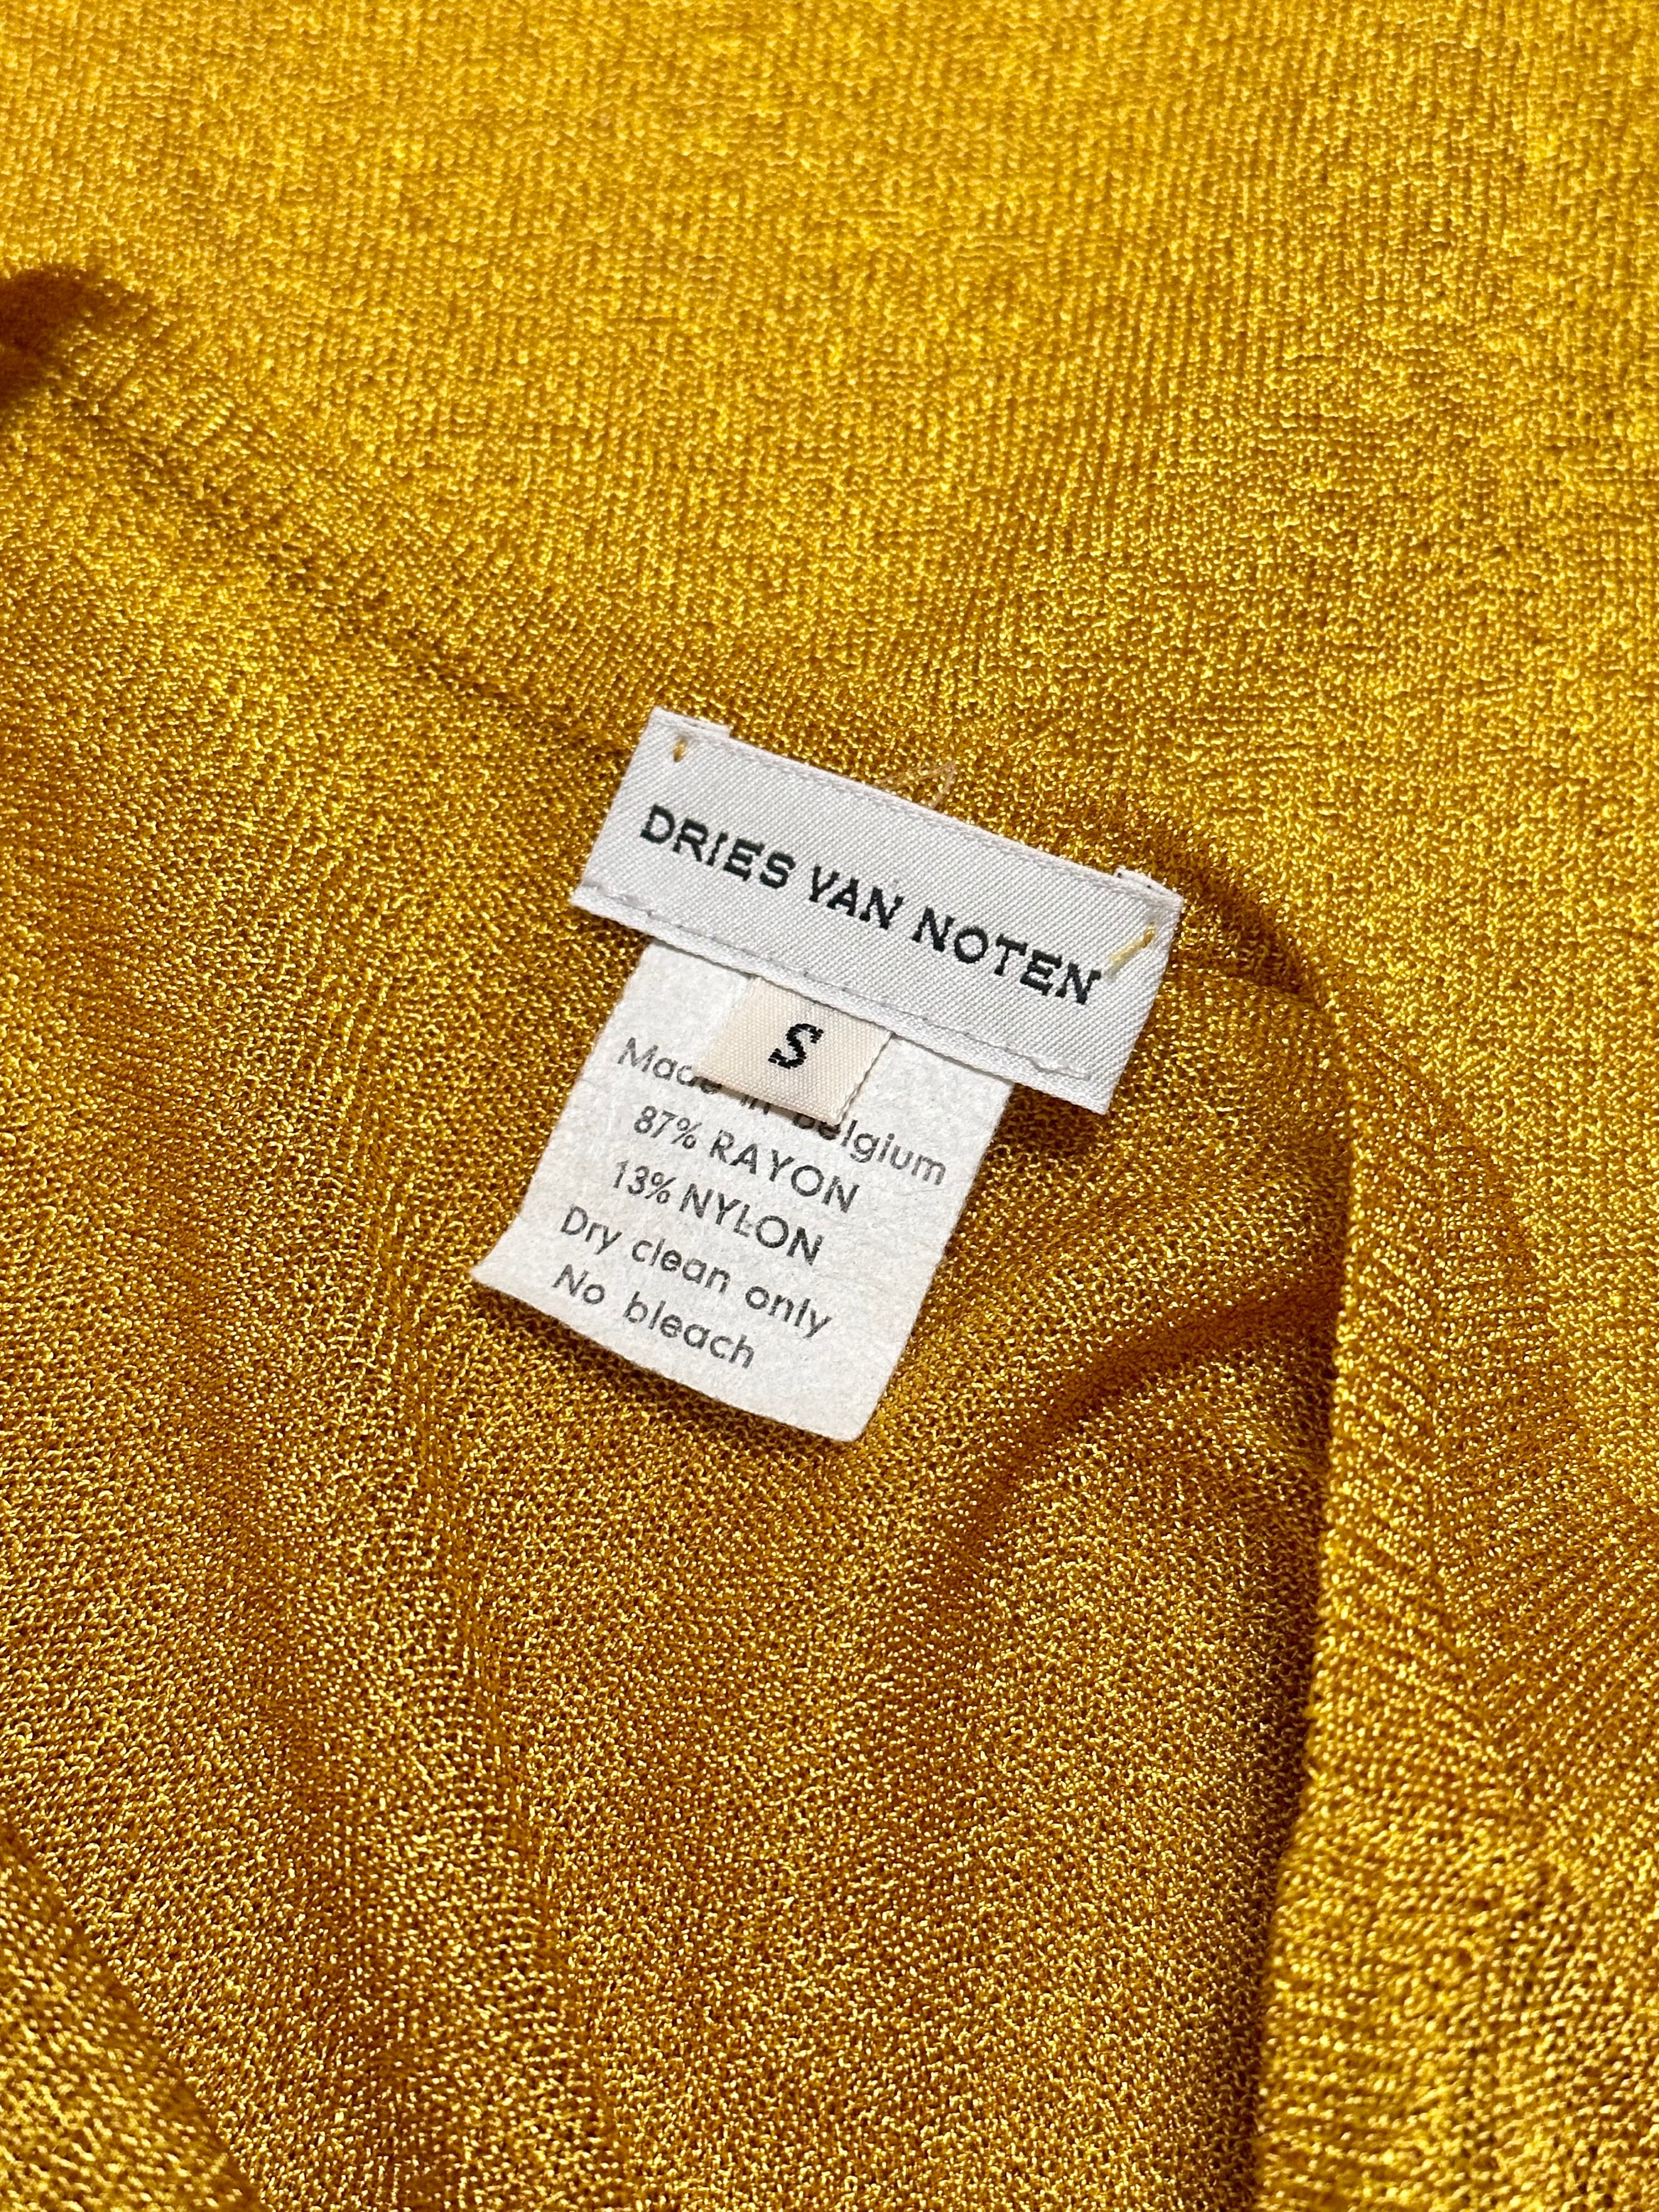 DRIES VAN NOTEN
S
Made in Belgium
87% RAYON
13% NYLON
Dry clean only
No bleach